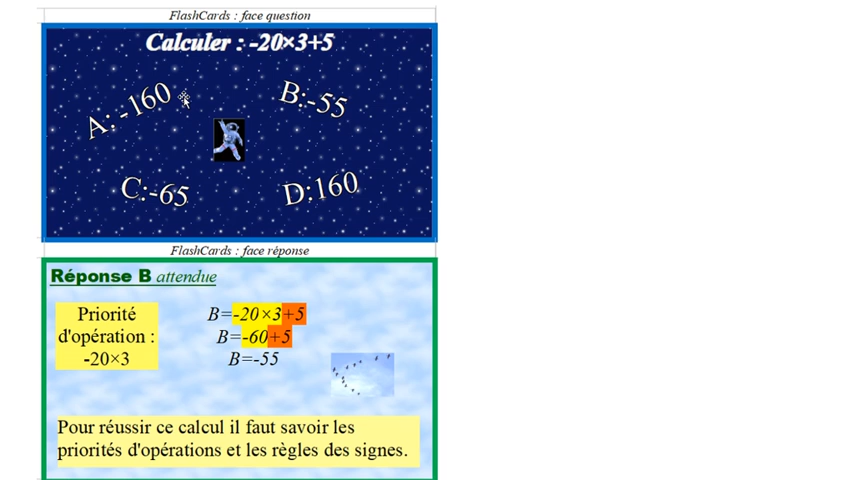 FlashCards : face question
Calculer : -20×3+5
A: -160
B:-55
C:-65
D:160
FlashCards : face réponse
Réponse B attendue
Priorité
d'opération :
-20×3
B=-20×3+5
B=-60+5
B=-55
Pour réussir ce calcul il faut savoir les
priorités d'opérations et les règles des signes.